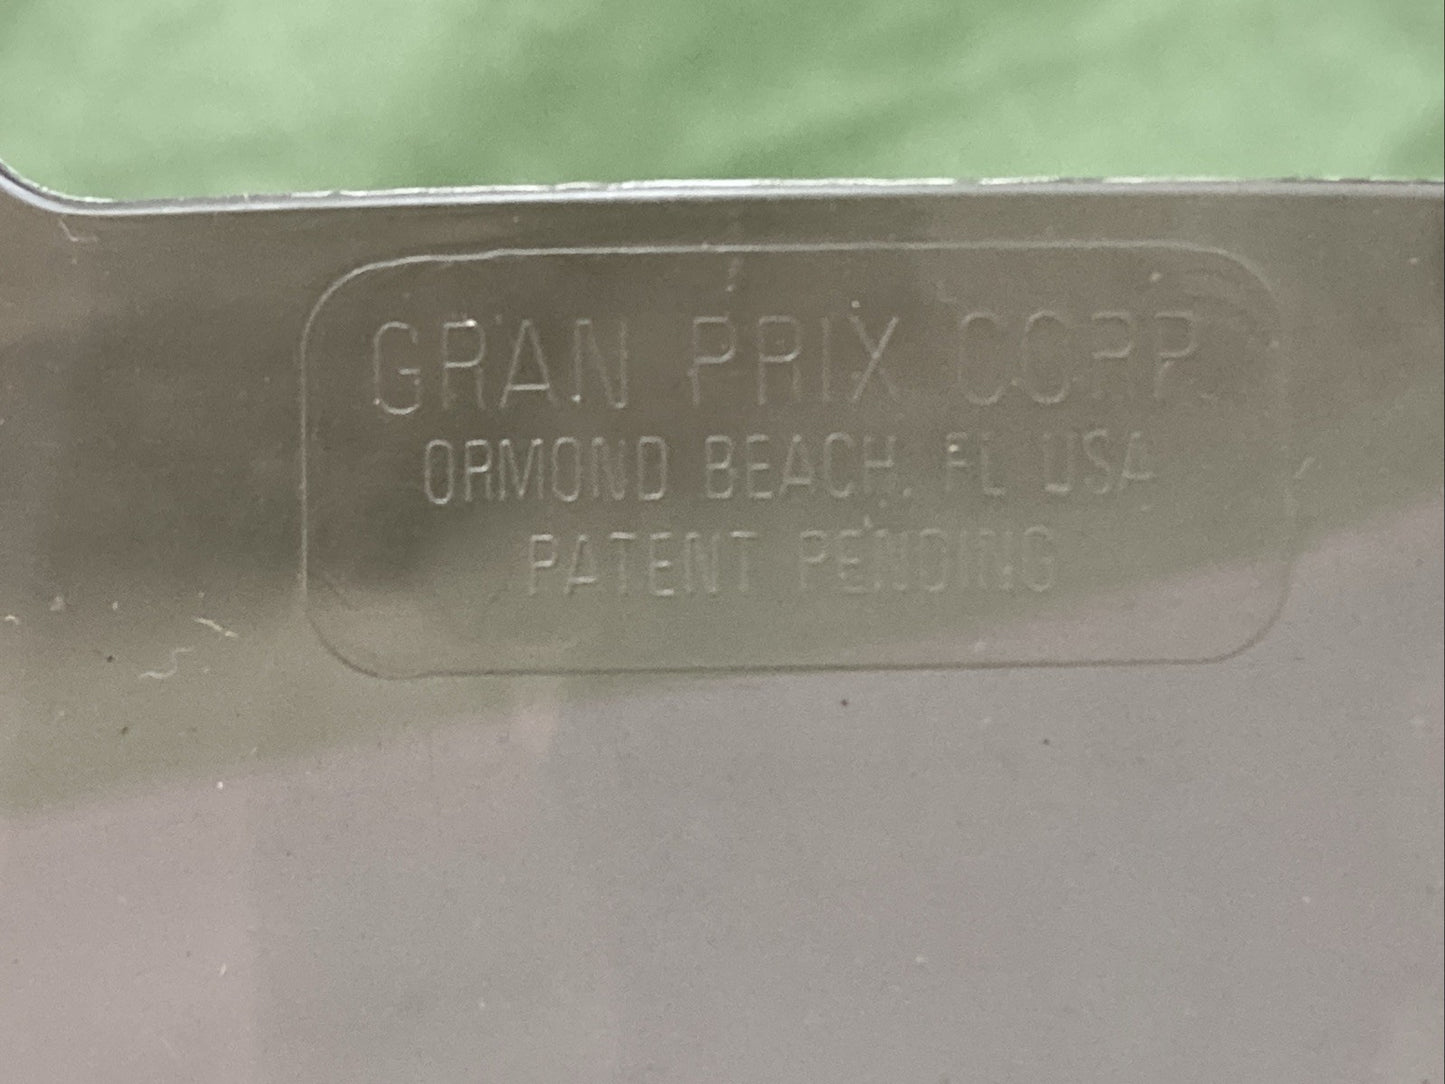 GRAN PRIX CORP.
ORMOND BEACH, FL USA
PATENT PENDING